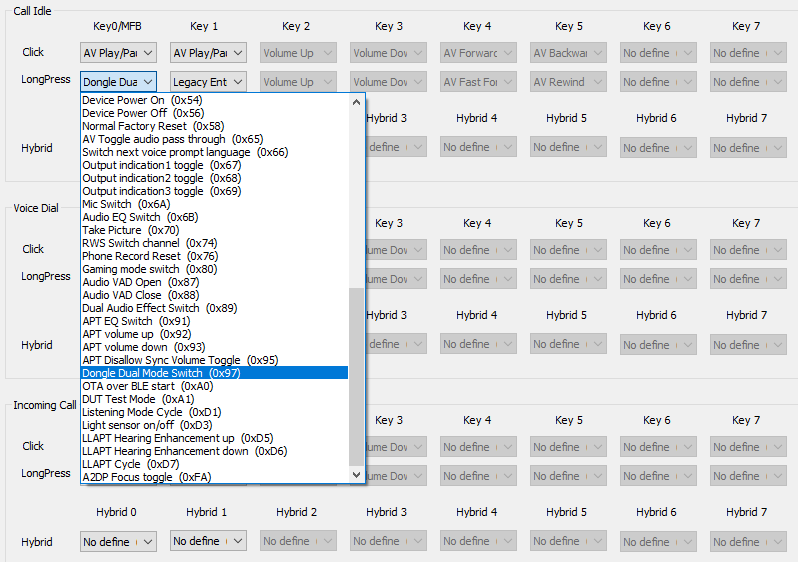 Call Idle
Key0/MFB Key 1 Key 2 Key 3 Key 4 Key 5 Key 6 Key 7
Click AV Play/Pau AV Play/Pau Volume Up Volume Dov AV Forward AV Backwar No define No define
LongPress Dongle Dua Legacy Ent Volume Up Volume Dov AV Fast For AV Rewind No define No define
Device Power On (0x54)
Device Power Off (0x56)
Normal Factory Reset (0x58)
Hybrid 3 Hybrid 4 Hybrid 5 Hybrid 6 Hybrid 7
AV Toggle audio pass through (0x65)
Hybrid Switch next voice prompt language (0x66) define No define No define No define No define
Output indication1 toggle (0x67)
Output indication2 toggle (0x68)
Output indication3 toggle (0x69)
Mic Switch (0x6A)
Voice Dial
Audio EQ Switch (0x6B)
Take Picture (0x70)
Key 3 Key 4 Key 5 Key 6 Key 7
RWS Switch channel (0x74)
Click Phone Record Reset (0x76) lume Dov No define No define No define No define
Gaming mode switch (0x80)
LongPress Audio VAD Open (0x87) lume Dov No define No define No define No define
Audio VAD Close (0x88)
Dual Audio Effect Switch (0x89)
Hybrid 3 Hybrid 4 Hybrid 5 Hybrid 6 Hybrid 7
APT EQ Switch (0x91)
APT volume up (0x92)
Hybrid APT volume down (0x93) define No define No define No define No define
APT Disallow Sync Volume Toggle (0x95)
Dongle Dual Mode Switch (0x97)
OTA over BLE start (0xA0)
DUT Test Mode (0xA1)
Incoming Call
Listening Mode Cycle (0xD1)
Key 3 Key 4 Key 5 Key 6 Key 7
Light sensor on/off (0xD3)
LLAPT Hearing Enhancement up (0xD5)
Click LLAPT Hearing Enhancement down (0xD6) lume Dov No define No define No define No define
LLAPT Cycle (0xD7)
LongPress A2DP Focus toggle (0xFA) lume Dov No define No define No define No define
Hybrid 0 Hybrid 1 Hybrid 2 Hybrid 3 Hybrid 4 Hybrid 5 Hybrid 6 Hybrid 7
Hybrid No define No define No define No define No define No define No define No define